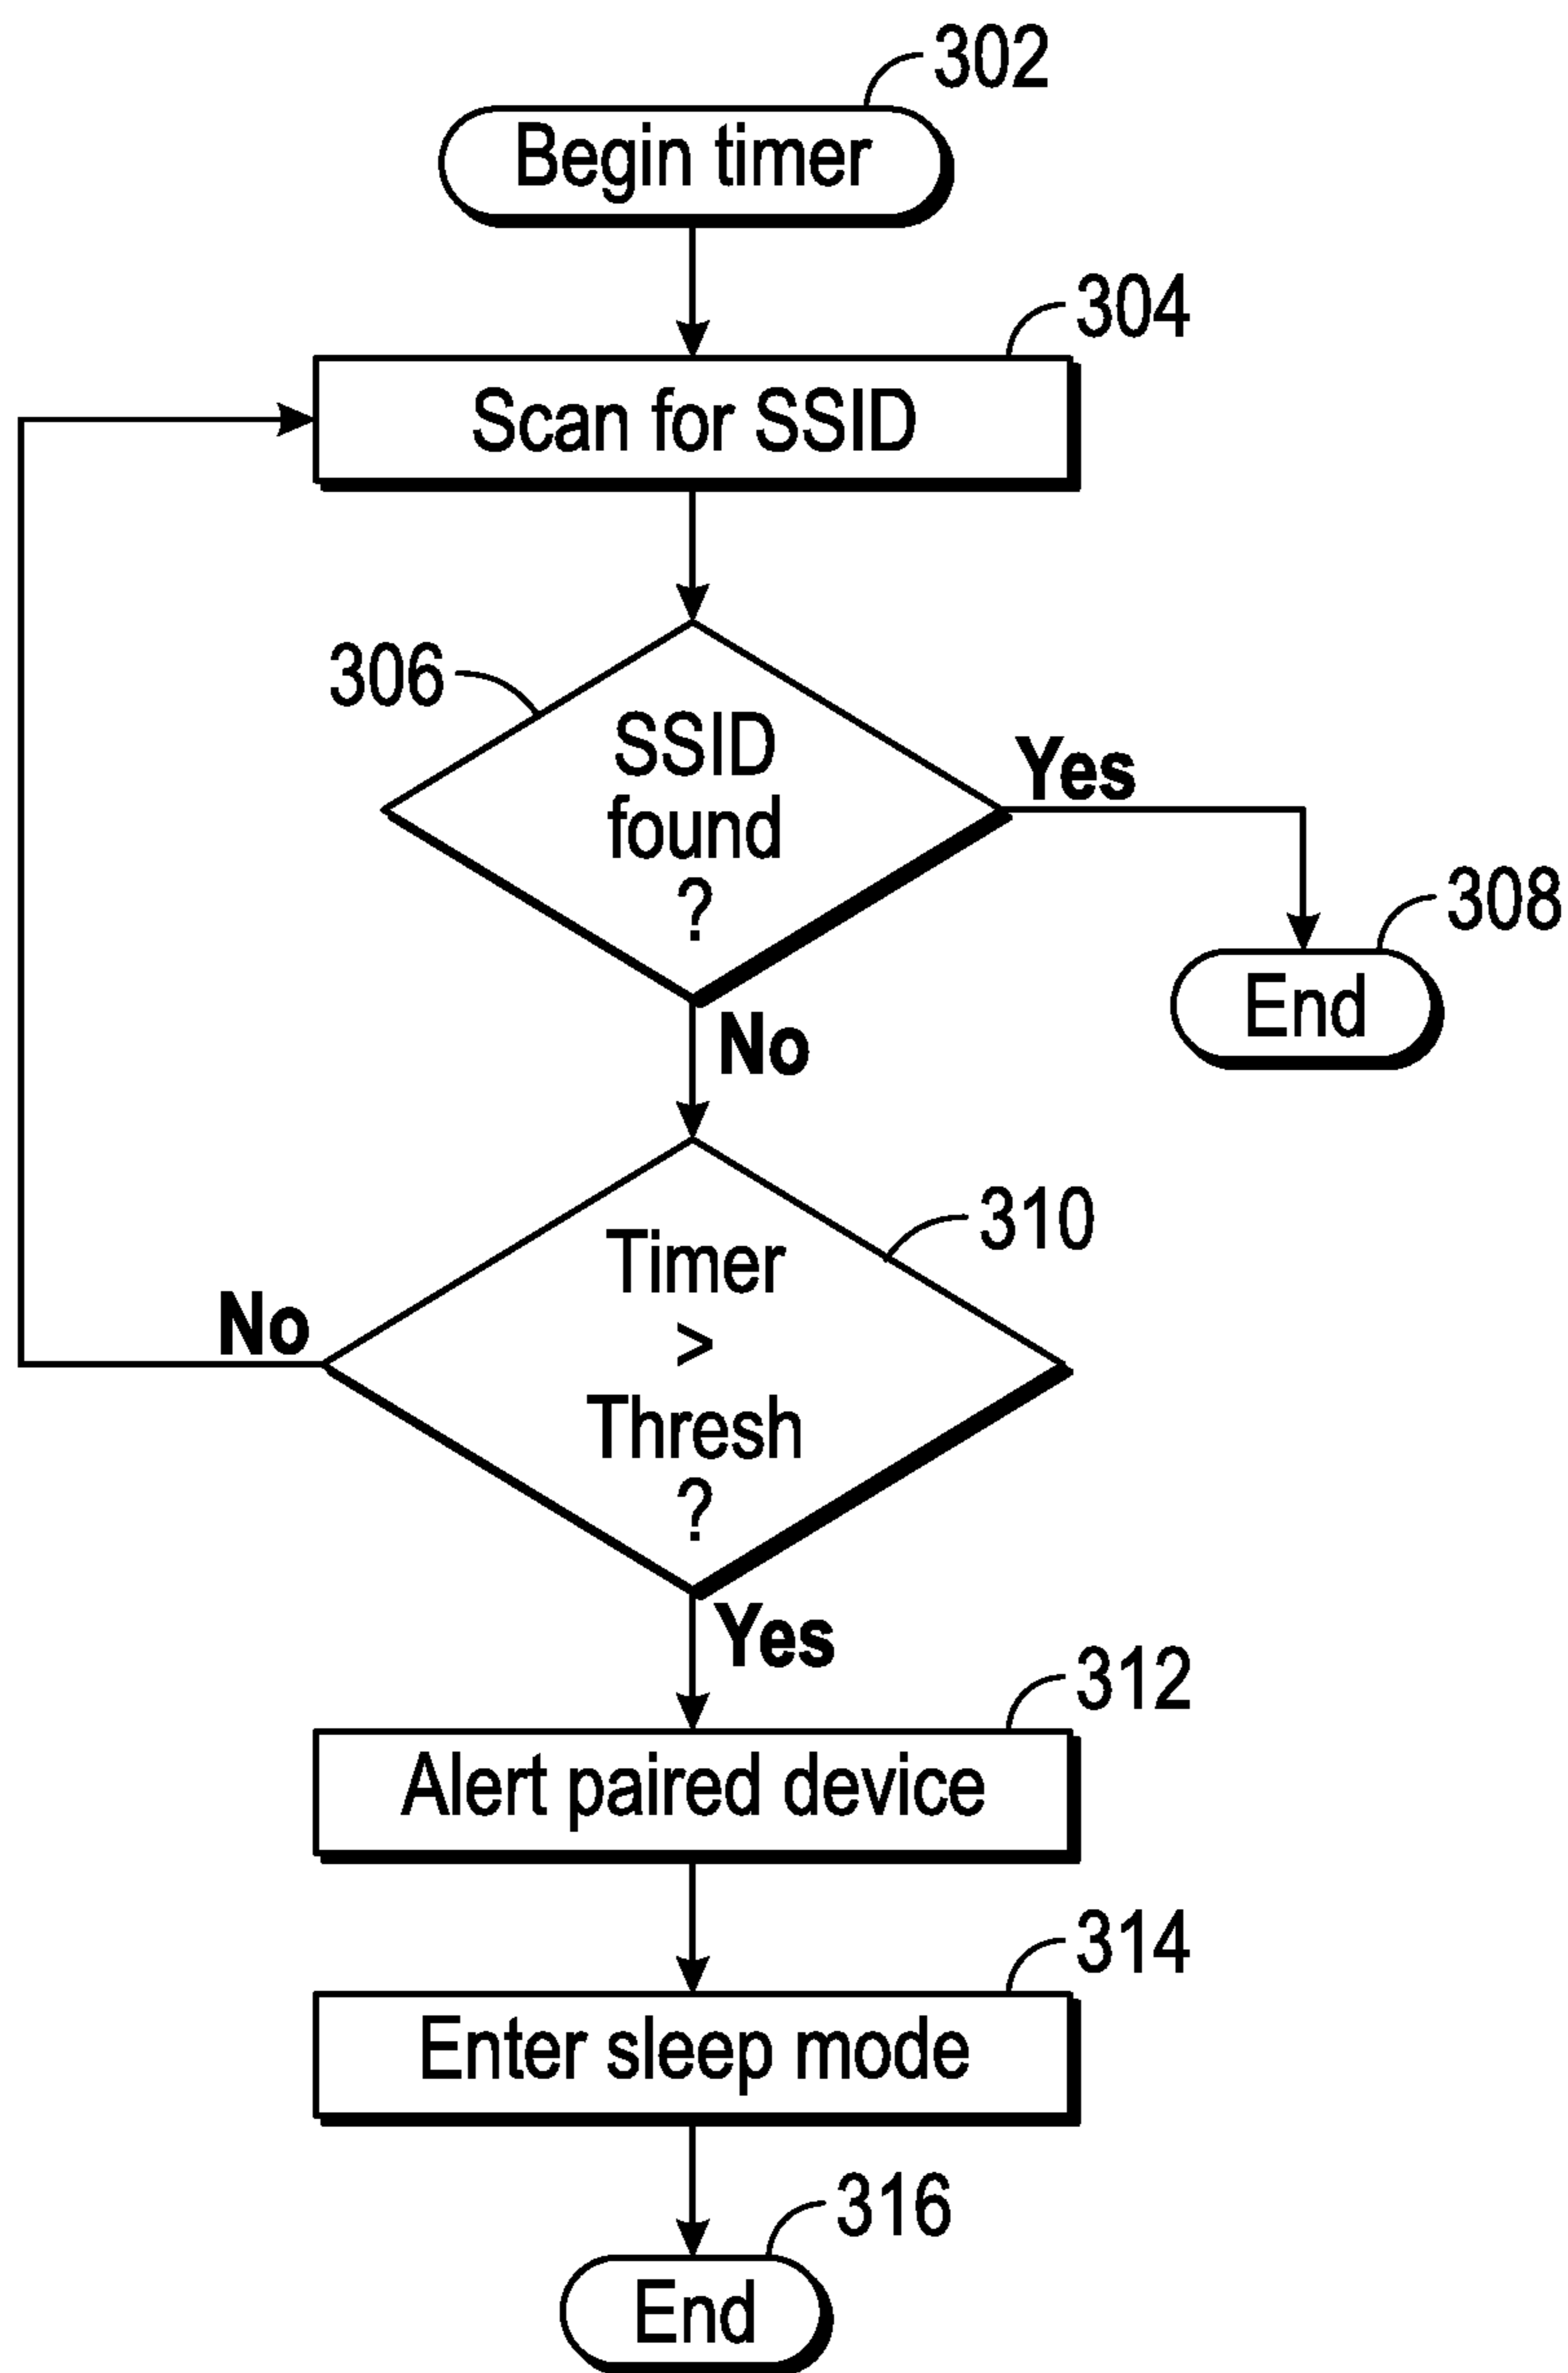 302
Begin timer
304
Scan for SSID
306
SSID
found
?
Yes
308
End
No
310
Timer
>
Thresh
?
No
Yes
312
Alert paired device
314
Enter sleep mode
316
End